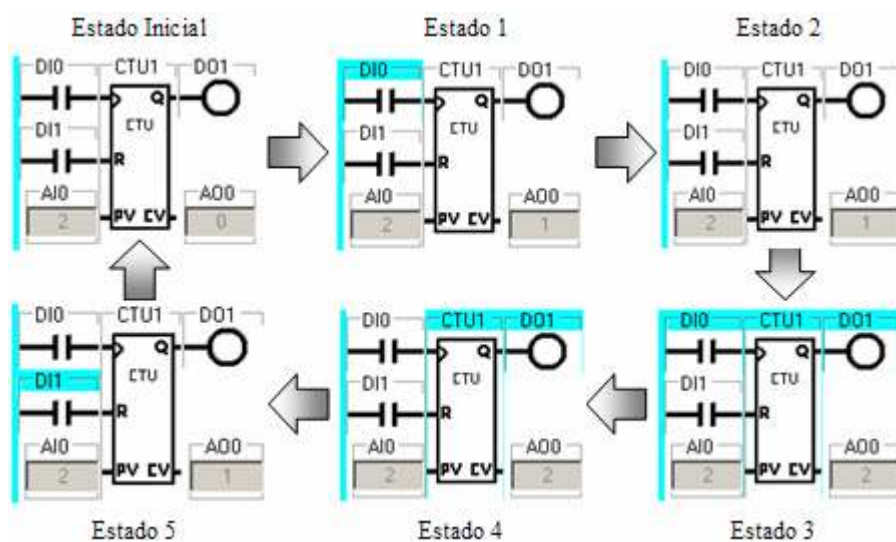 Estado Inicial
DI0 CTU1 DO1
Q
CTU
DI1
R
AI0 AO0
2 PV CV 0
Estado 1
DI0 CTU1 DO1
Q
CTU
DI1
R
AI0 AO0
2 PV CV 1
Estado 2
DI0 CTU1 DO1
Q
CTU
DI1
R
AI0 AO0
2 PV CV 1
DI0 CTU1 DO1
Q
CTU
DI1
R
AI0 AO0
2 PV CV 1
Estado 5
DI0 CTU1 DO1
Q
CTU
DI1
R
AI0 AO0
2 PV CV 2
Estado 4
DI0 CTU1 DO1
Q
CTU
DI1
R
AI0 AO0
2 PV CV 2
Estado 3